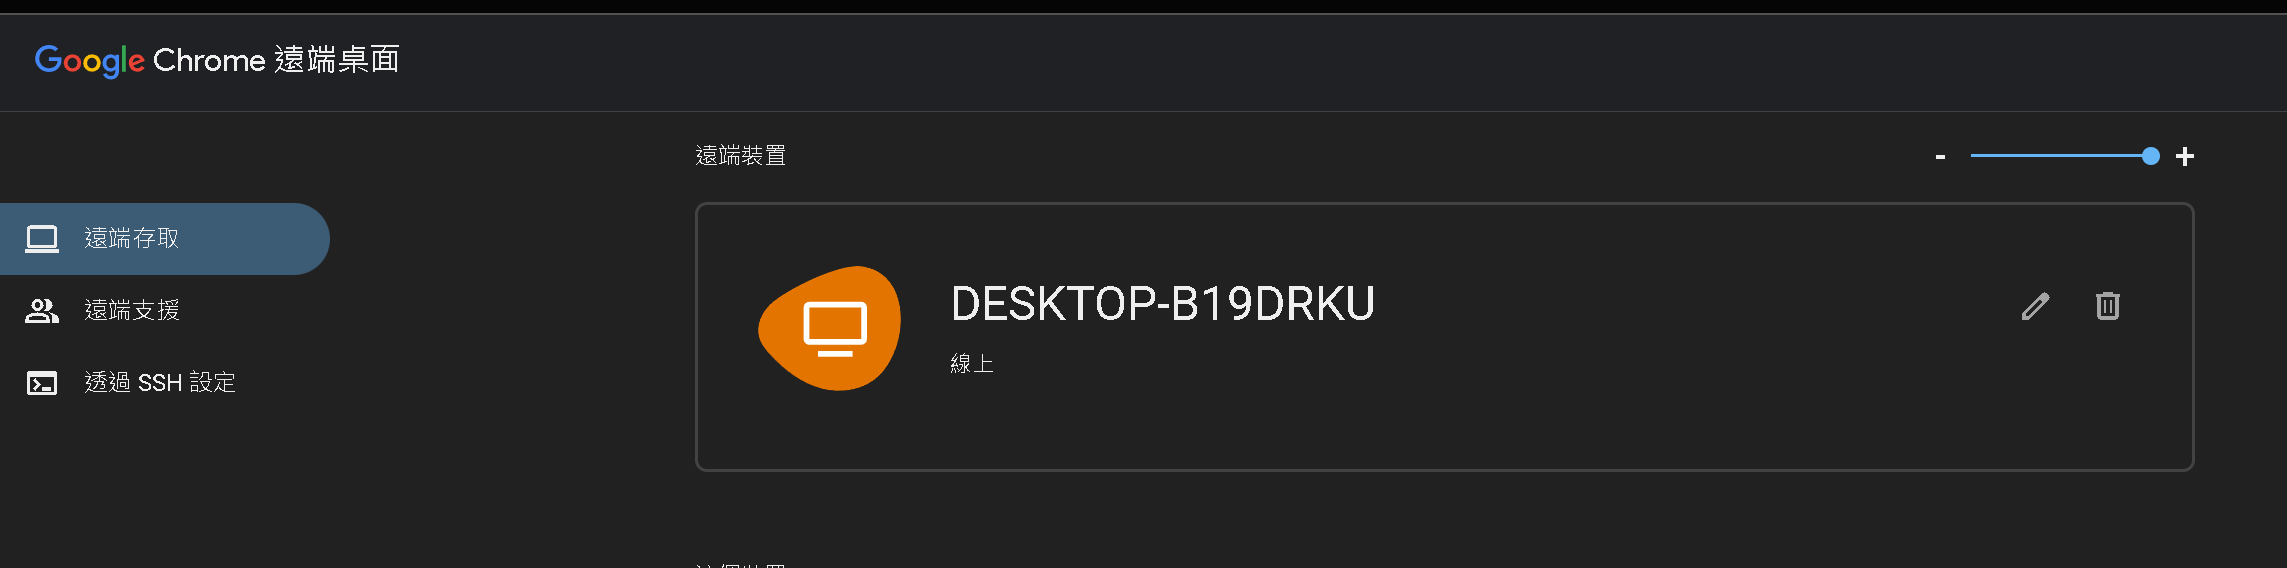 Google Chrome 遠端桌面
遠端存取
遠端支援
透過 SSH 設定
遠端裝置
- +
DESKTOP-B19DRKU
線上